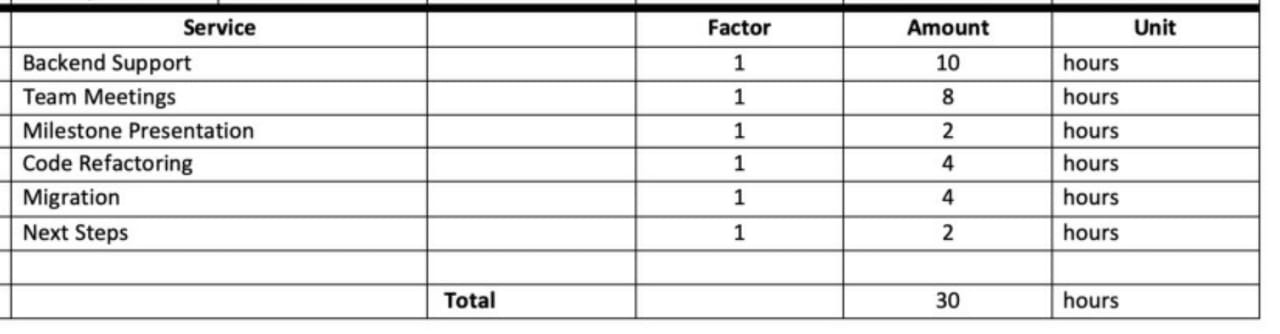 Service Factor Amount Unit
Backend Support 1 10 hours
Team Meetings 1 8 hours
Milestone Presentation 1 2 hours
Code Refactoring 1 4 hours
Migration 1 4 hours
Next Steps 1 2 hours
Total 30 hours